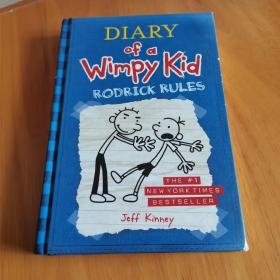 DIARY
of a
Wimpy Kid
RODRICK RULES
THE #1
NEW YORK TIMES
BESTSELLER
Jeff Kinney